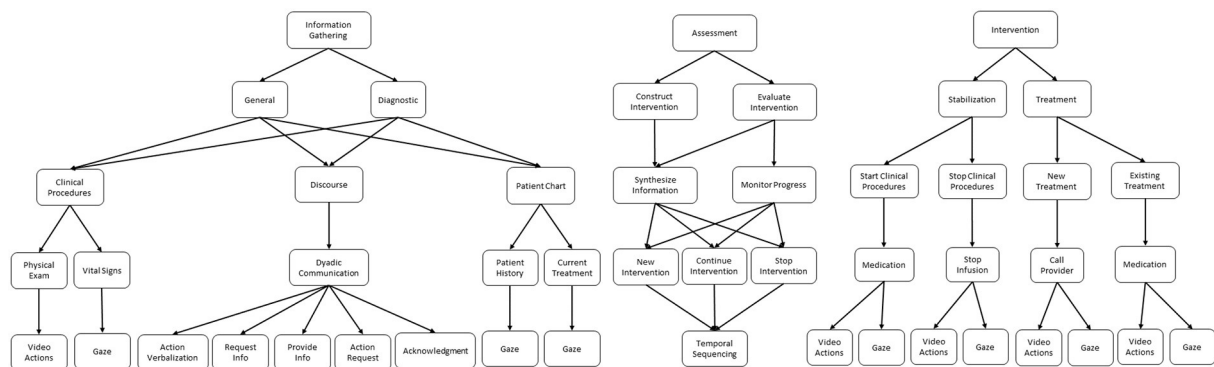 Information
Gathering
Assessment
Intervention
General
Diagnostic
Construct
Intervention
Evaluate
Intervention
Stabilization
Treatment
Clinical
Procedures
Discourse
Patient Chart
Synthesize
Information
Monitor Progress
Start Clinical
Procedures
Stop Clinical
Procedures
New
Treatment
Existing
Treatment
Physical
Exam
Vital Signs
Dyadic
Communication
Patient
History
Current
Treatment
New
Intervention
Continue
Intervention
Stop
Intervention
Medication
Stop
Infusion
Call
Provider
Medication
Video
Actions
Gaze
Action
Verbalization
Request
Info
Provide
Info
Action
Request
Acknowledgment
Gaze
Gaze
Temporal
Sequencing
Video
Actions
Gaze
Video
Actions
Gaze
Video
Actions
Gaze
Video
Actions
Gaze